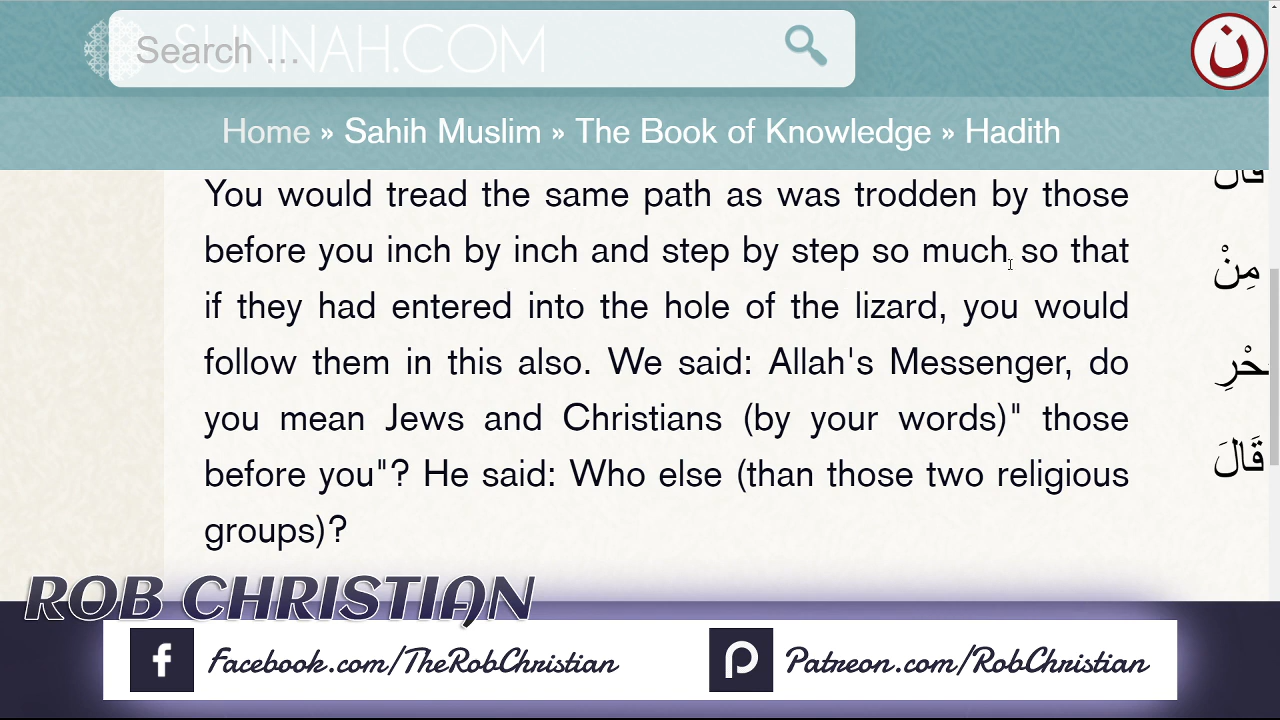 SUNNAH.COM
Search ...
ن
Home » Sahih Muslim » The Book of Knowledge » Hadith
You would tread the same path as was trodden by those
before you inch by inch and step by step so much so that
if they had entered into the hole of the lizard, you would
follow them in this also. We said: Allah's Messenger, do
you mean Jews and Christians (by your words)" those
before you"? He said: Who else (than those two religious
groups)?
قال
مِنْ
قَالَ
ROB CHRISTIAN
f Facebook.com/TheRobChristian
Patreon.com/RobChristian